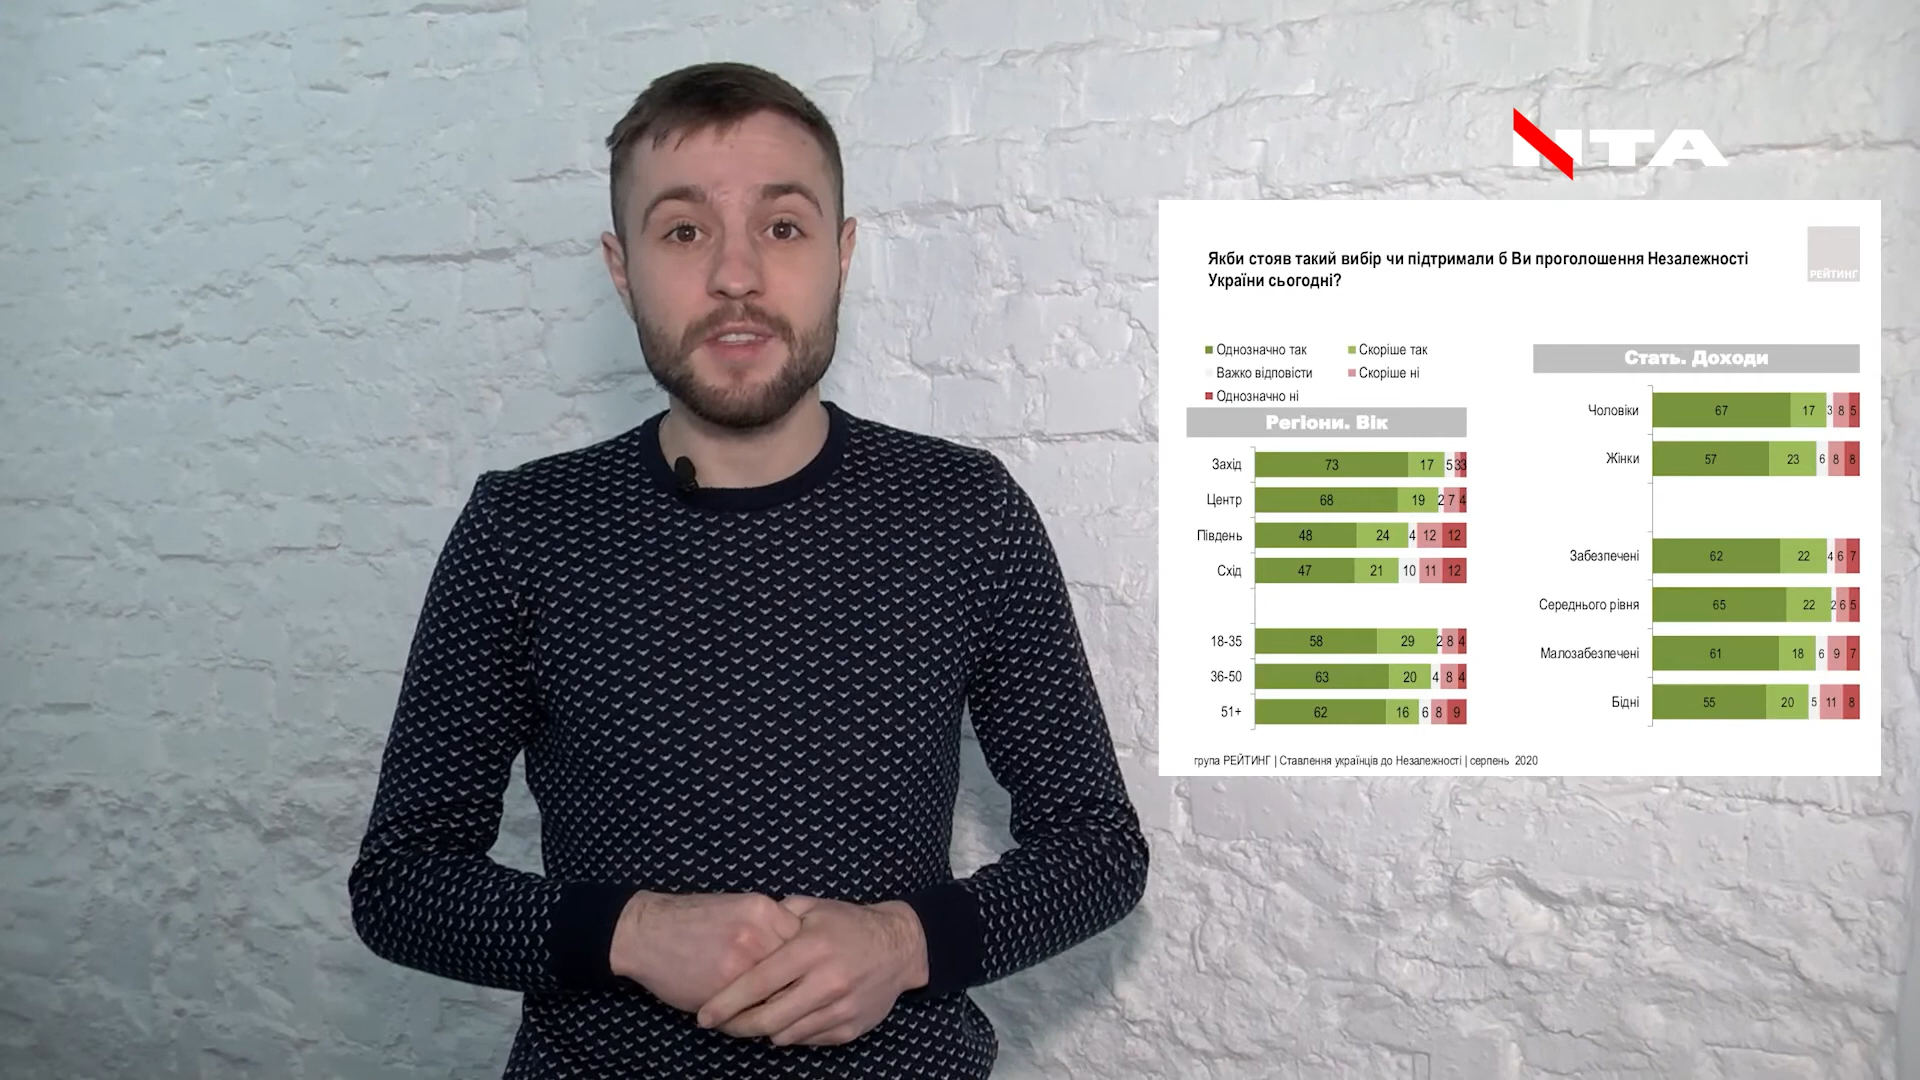 NTA
Якби стояв такий вибір чи підтримали б Ви проголошення Незалежності
України сьогодні?
РЕЙТИНГ
Однозначно так
Скоріше так
Важко відповісти
Скоріше ні
Однозначно ні
Регіони. Вік
Захід 73 17 5 3 3
Центр 68 19 2 7 4
Південь 48 24 4 12 12
Схід 47 21 10 11 12
18-35 58 29 2 8 4
36-50 63 20 4 8 4
51+ 62 16 6 8 9
Стать. Доходи
Чоловіки 67 17 3 8 5
Жінки 57 23 6 8 8
Забезпечені 62 22 4 6 7
Середнього рівня 65 22 2 6 5
Малозабезпечені 61 18 6 9 7
Бідні 55 20 5 11 8
група РЕЙТИНГ | Ставлення українців до Незалежності | серпень 2020